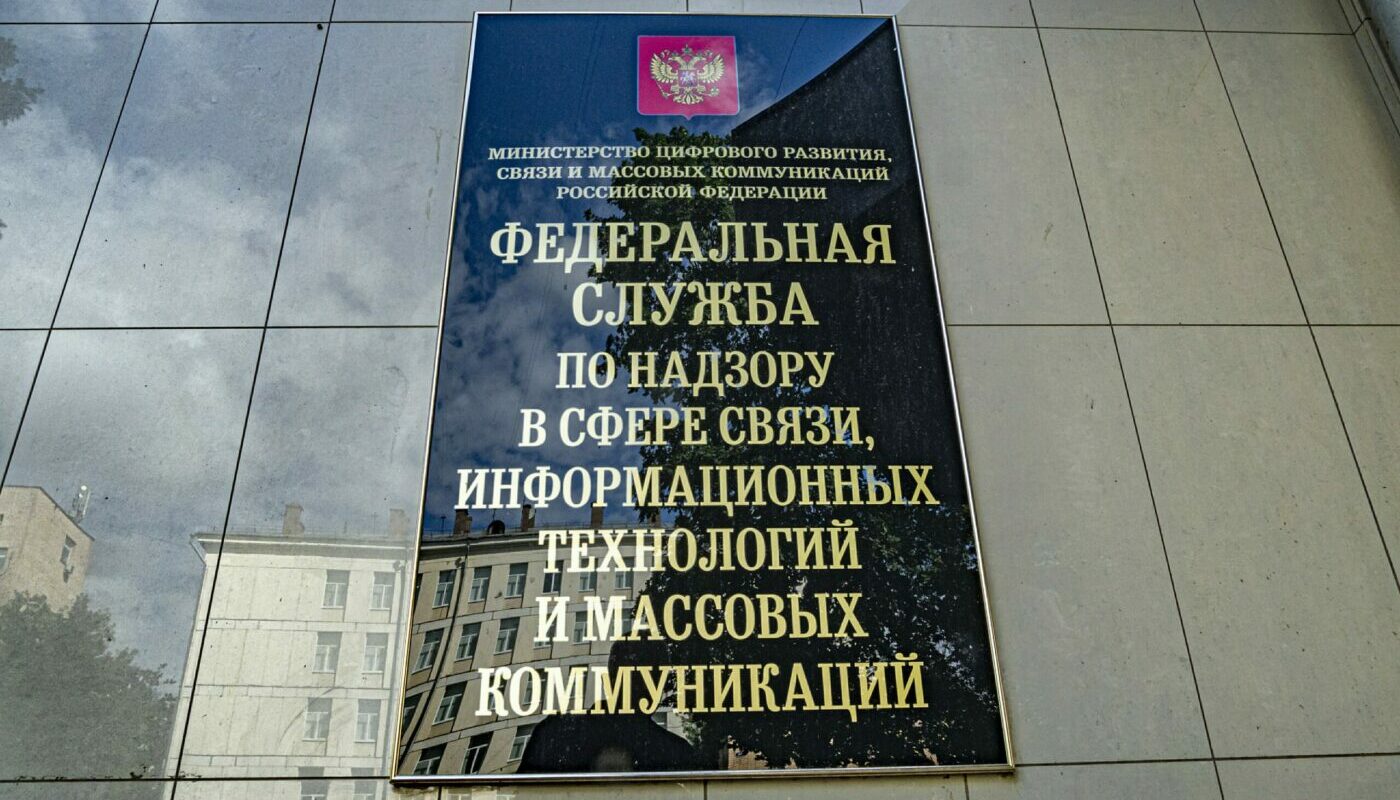 МИНИСТЕРСТВО ЦИФРОВОГО РАЗВИТИЯ,
СВЯЗИ И МАССОВЫХ КОММУНИКАЦИЙ
РОССИЙСКОЙ ФЕДЕРАЦИИ
ФЕДЕРАЛЬНАЯ
СЛУЖБА
ПО НАДЗОРУ
В СФЕРЕ СВЯЗИ,
ИНФОРМАЦИОННЫХ
ТЕХНОЛОГИЙ
И МАССОВЫХ
КОММУНИКАЦИЙ